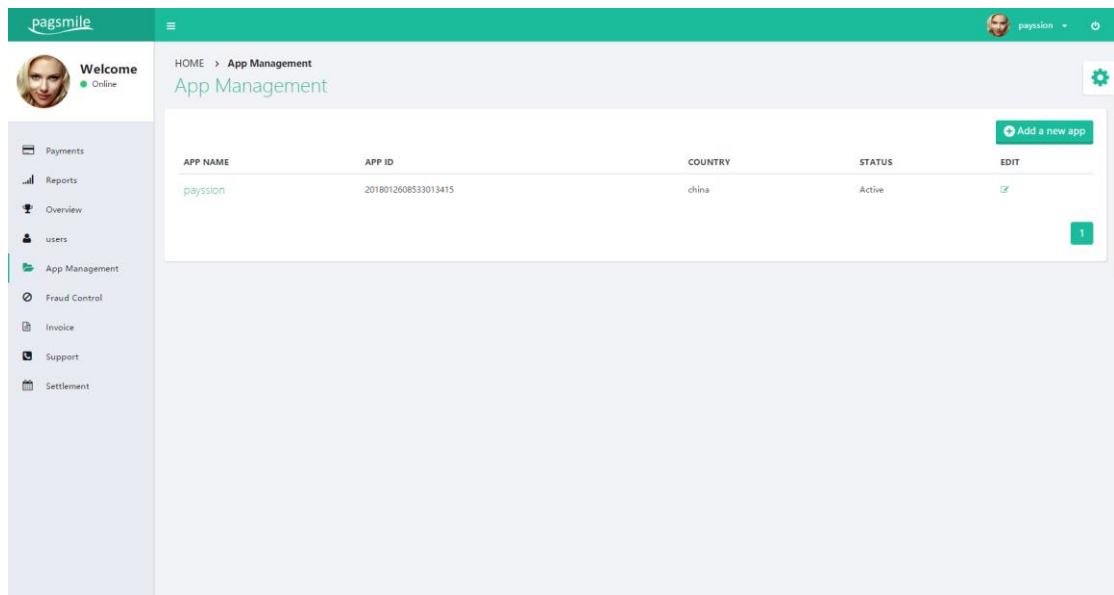 pagsmile
payssion
Welcome
Online
Payments
Reports
Overview
users
App Management
Fraud Control
Invoice
Support
Settlement
HOME > App Management
App Management
Add a new app
APP NAME APP ID COUNTRY STATUS EDIT
payssion 2018012608533013415 china Active
1